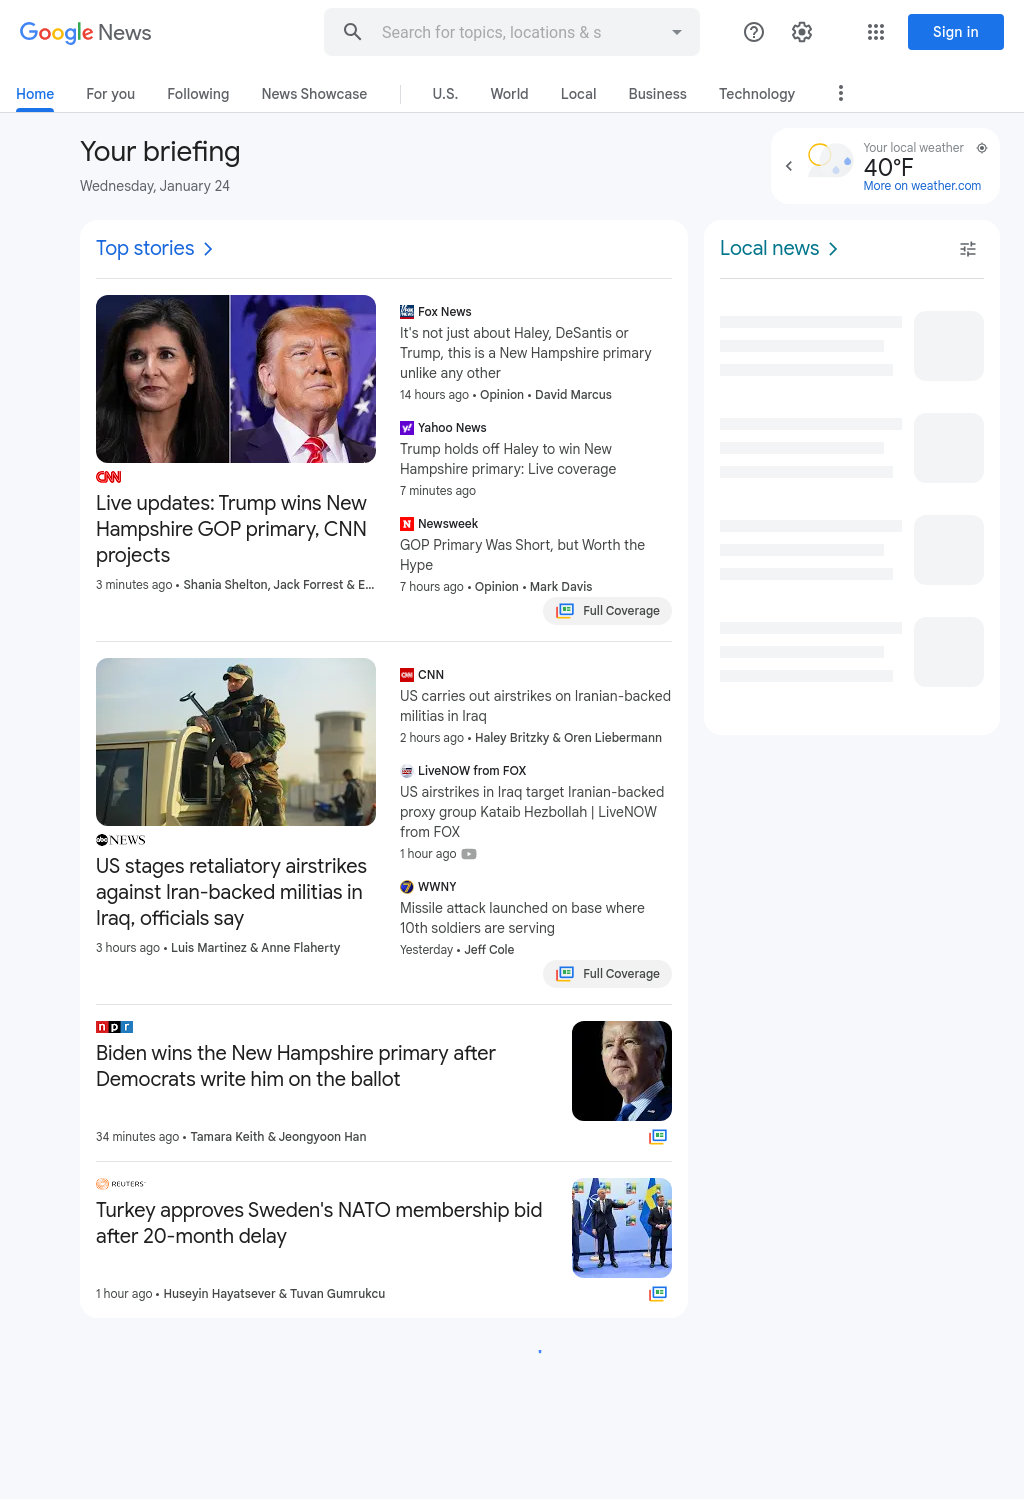 Google News
Search for topics, locations & s
Sign in
Home
For you
Following
News Showcase
U.S.
World
Local
Business
Technology
Your briefing
Wednesday, January 24
Your local weather
40°F
More on weather.com
Top stories
CNN
Live updates: Trump wins New
Hampshire GOP primary, CNN
projects
3 minutes ago • Shania Shelton, Jack Forrest & E...
Fox News
It's not just about Haley, DeSantis or
Trump, this is a New Hampshire primary
unlike any other
14 hours ago • Opinion • David Marcus
Yahoo News
Trump holds off Haley to win New
Hampshire primary: Live coverage
7 minutes ago
Newsweek
GOP Primary Was Short, but Worth the
Hype
7 hours ago • Opinion • Mark Davis
Full Coverage
abc NEWS
US stages retaliatory airstrikes
against Iran-backed militias in
Iraq, officials say
3 hours ago • Luis Martinez & Anne Flaherty
CNN
US carries out airstrikes on Iranian-backed
militias in Iraq
2 hours ago • Haley Britzky & Oren Liebermann
LiveNOW from FOX
US airstrikes in Iraq target Iranian-backed
proxy group Kataib Hezbollah | LiveNOW
from FOX
1 hour ago
WWNY
Missile attack launched on base where
10th soldiers are serving
Yesterday • Jeff Cole
Full Coverage
npr
Biden wins the New Hampshire primary after
Democrats write him on the ballot
34 minutes ago • Tamara Keith & Jeongyoon Han
REUTERS
Turkey approves Sweden's NATO membership bid
after 20-month delay
1 hour ago • Huseyin Hayatsever & Tuvan Gumrukcu
Local news